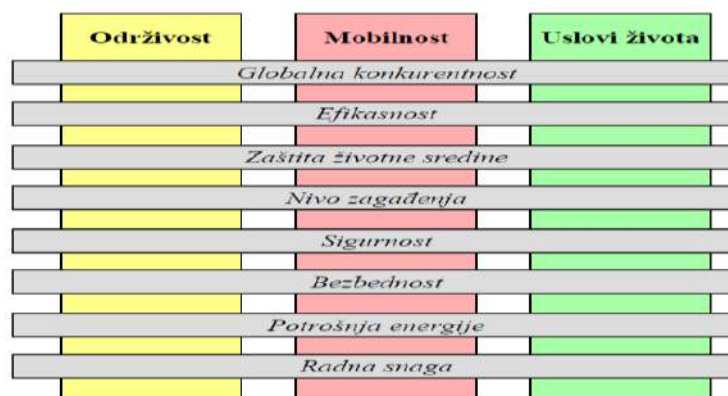 Održivost Mobilnost Uslovi života
Globalna konkurentnost
Efikasnost
Zaštita životne sredine
Nivo zagađenja
Sigurnost
Bezbednost
Potrošnja energije
Radna snaga